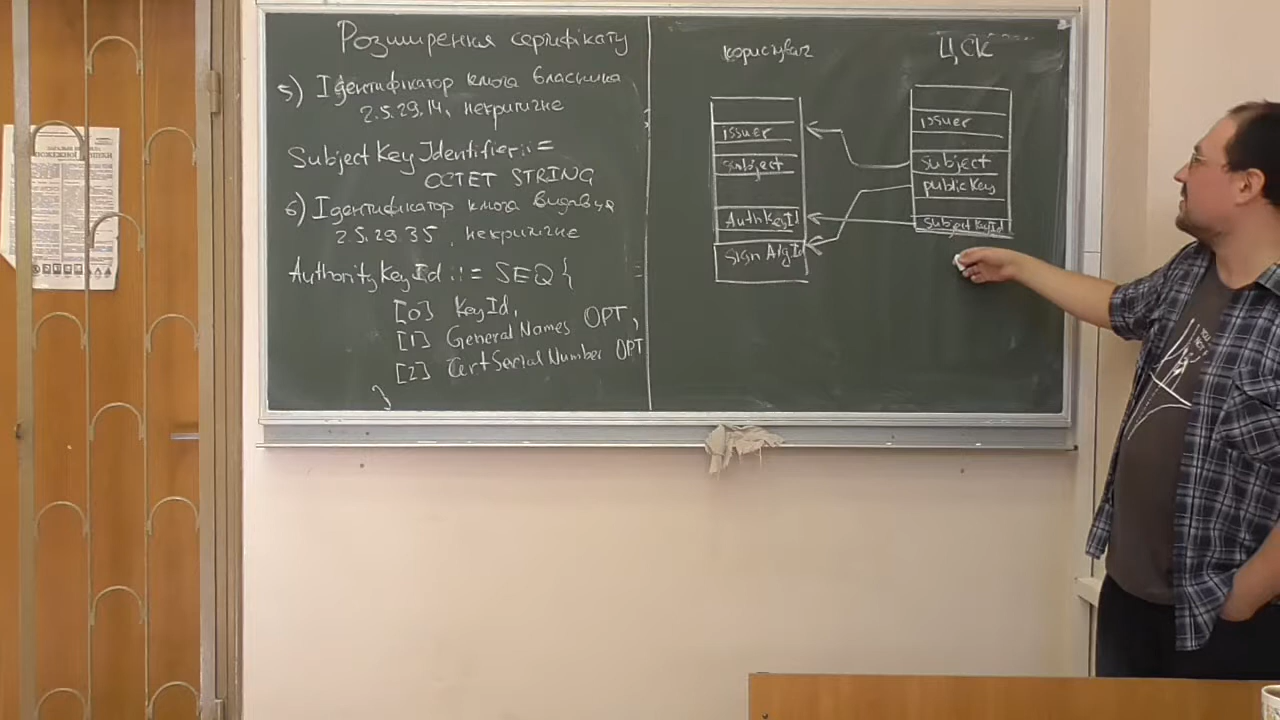 Розширення сертифікату
5) Ідентифікатор ключа власника
2.5.29.14, некритичне
SubjectKeyIdentifier::=
OCTET STRING
6) Ідентифікатор ключа видавця
2.5.29.35, некритичне
AuthorityKeyId ::= SEQ {
[0] KeyId,
[1] GeneralNames OPT,
[2] CertSerialNumber OPT
}
користувач
issuer
subject
AuthKeyId
Sign AlgId
ЦСК
issuer
subject
publicKey
subjectKeyId